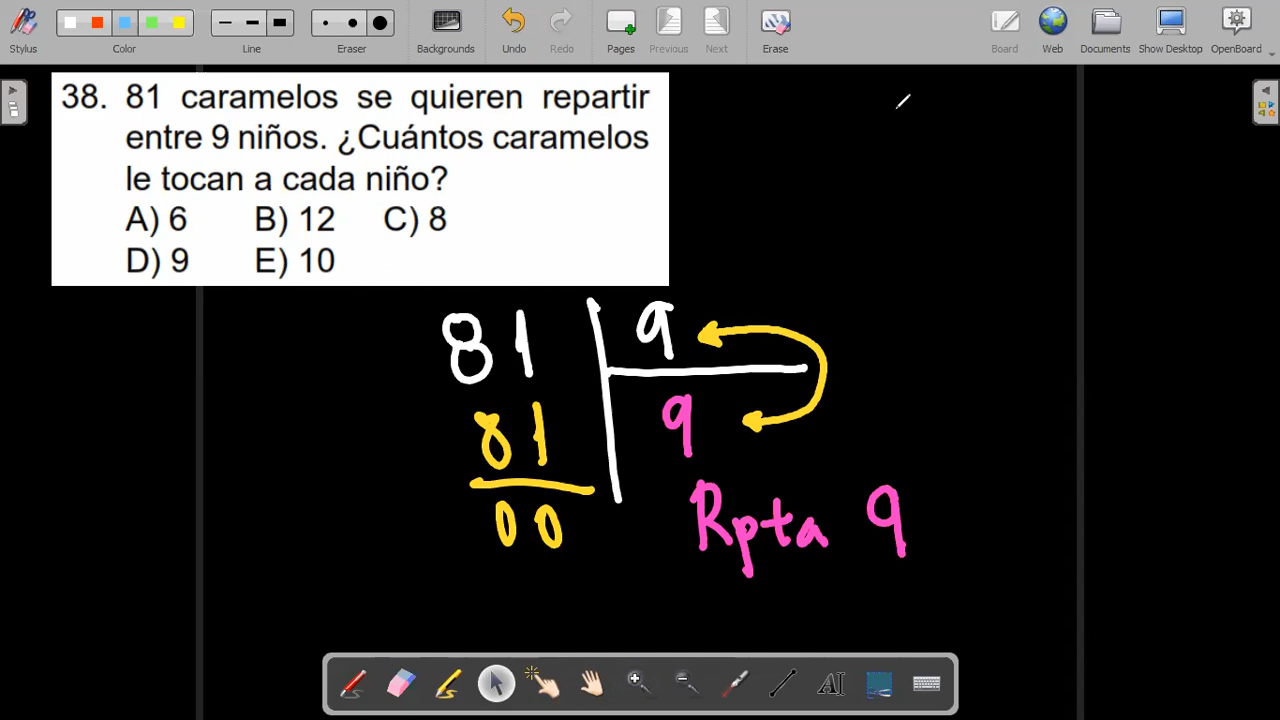 Stylus
Color
Line
Eraser
Backgrounds
Undo
Redo
Pages
Previous
Next
Erase
Board
Web
Documents
Show Desktop
OpenBoard
38. 81 caramelos se quieren repartir
entre 9 niños. ¿Cuántos caramelos
le tocan a cada niño?
A) 6 B) 12 C) 8
D) 9 E) 10
81 9
81 9
00
Rpta 9
AI